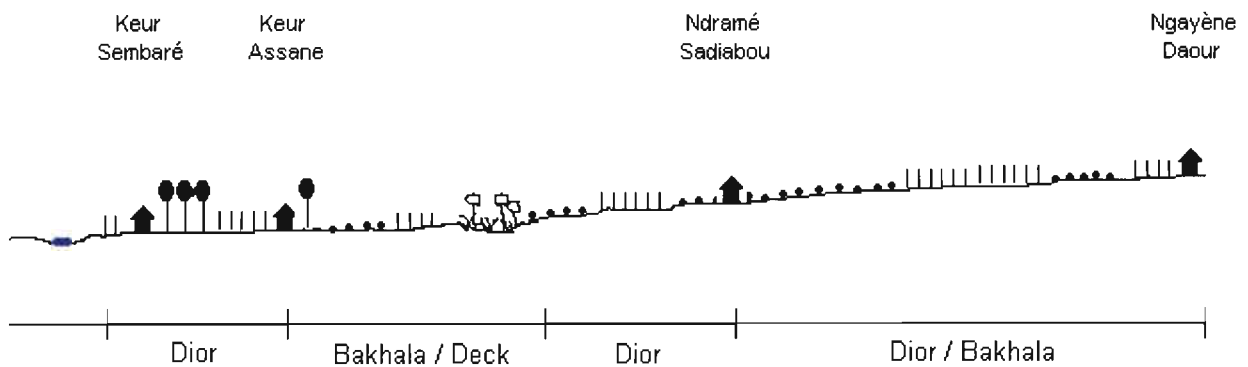 Keur
Sembaré
Keur
Assane
Ndramé
Sadiabou
Ngayène
Daour
Dior
Bakhala / Deck
Dior
Dior / Bakhala